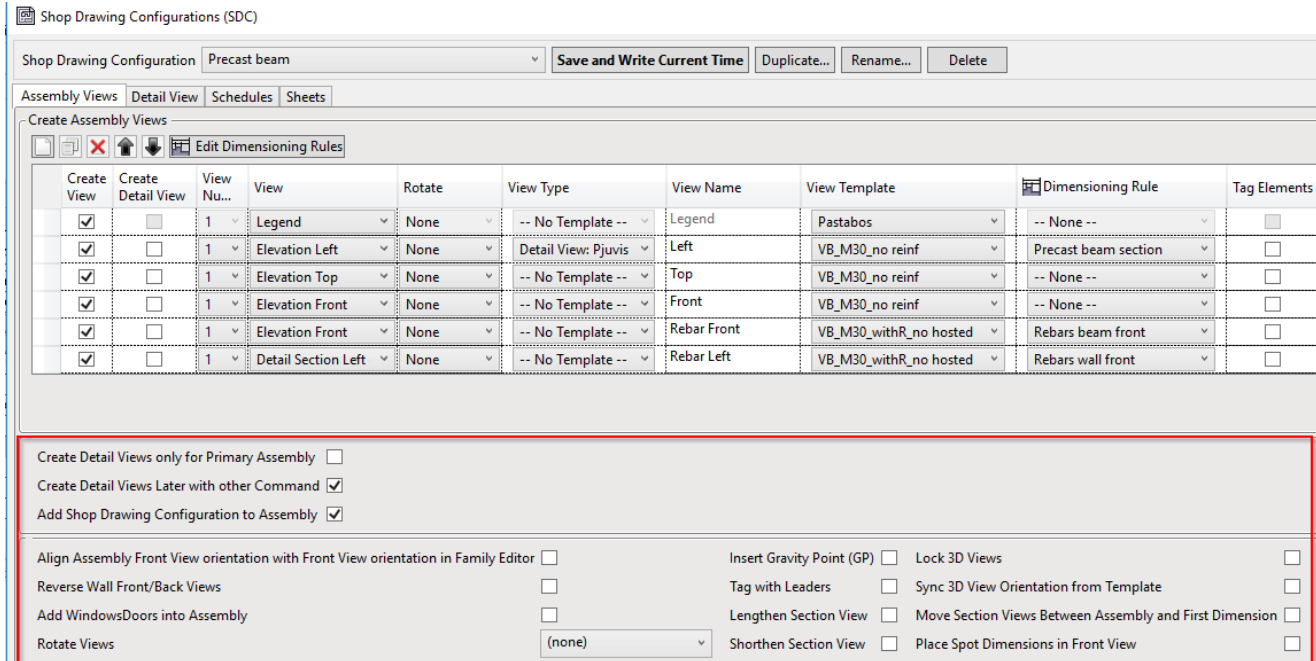 Shop Drawing Configurations (SDC)
Shop Drawing Configuration Precast beam Save and Write Current Time Duplicate... Rename... Delete
Assembly Views Detail View Schedules Sheets
Create Assembly Views
Edit Dimensioning Rules
Create View Create Detail View View Nu... View Rotate View Type View Name View Template Dimensioning Rule Tag Elements
1 Legend None -- No Template -- Legend Pastabos -- None --
1 Elevation Left None Detail View: Pjuvis Left VB_M30_no reinf Precast beam section
1 Elevation Top None -- No Template -- Top VB_M30_no reinf -- None --
1 Elevation Front None -- No Template -- Front VB_M30_no reinf -- None --
1 Elevation Front None -- No Template -- Rebar Front VB_M30_withR_no hosted Rebars beam front
1 Detail Section Left None -- No Template -- Rebar Left VB_M30_withR_no hosted Rebars wall front
Create Detail Views only for Primary Assembly
Create Detail Views Later with other Command
Add Shop Drawing Configuration to Assembly
Align Assembly Front View orientation with Front View orientation in Family Editor Insert Gravity Point (GP) Lock 3D Views
Reverse Wall Front/Back Views Tag with Leaders Sync 3D View Orientation from Template
Add WindowsDoors into Assembly Lengthen Section View Move Section Views Between Assembly and First Dimension
Rotate Views (none) Shorthen Section View Place Spot Dimensions in Front View